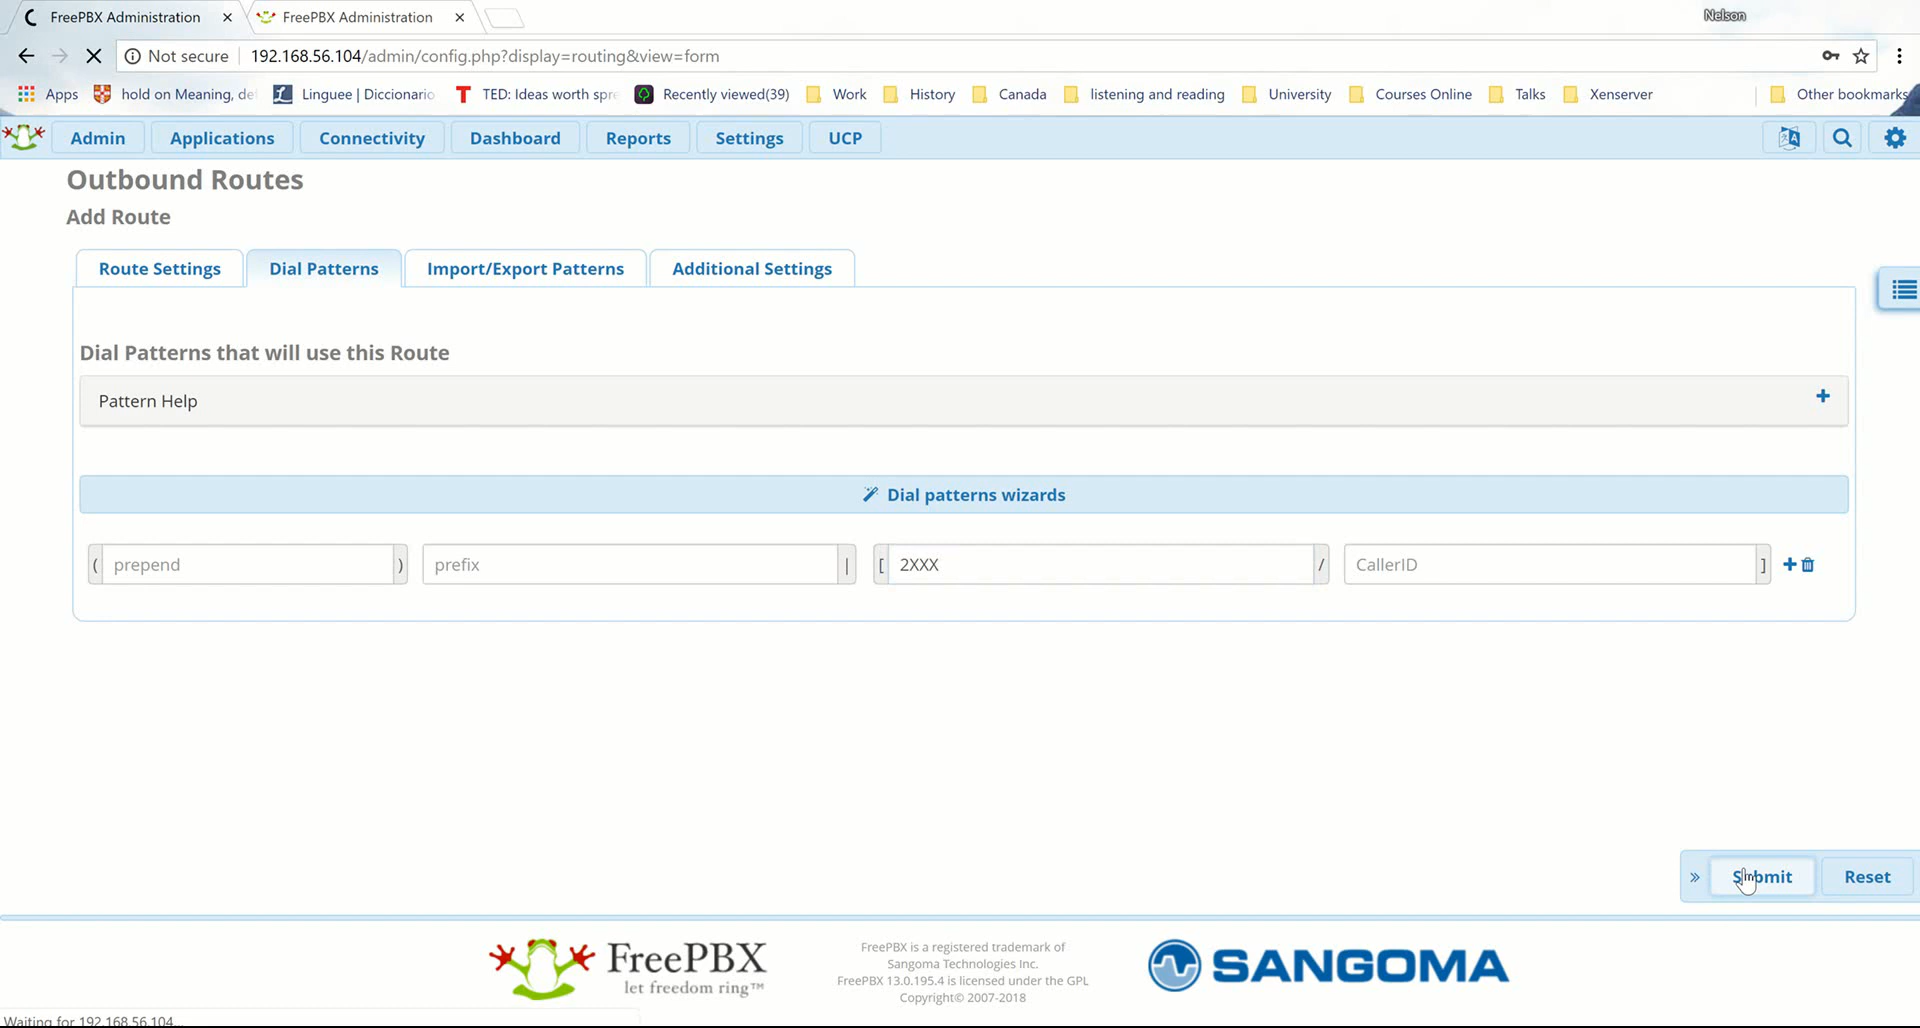 FreePBX Administration × FreePBX Administration × Nelson
Not secure 192.168.56.104/admin/config.php?display=routing&view=form
Apps hold on Meaning, de Linguee | Diccionario TED: Ideas worth spre Recently viewed(39) Work History Canada listening and reading University Courses Online Talks Xenserver Other bookmarks
Admin Applications Connectivity Dashboard Reports Settings UCP
Outbound Routes
Add Route
Route Settings Dial Patterns Import/Export Patterns Additional Settings
Dial Patterns that will use this Route
Pattern Help +
Dial patterns wizards
( prepend ) prefix | [ 2XXX / CallerID ] +
» Submit Reset
FreePBX
let freedom ring™
FreePBX is a registered trademark of
Sangoma Technologies Inc.
FreePBX 13.0.195.4 is licensed under the GPL
Copyright© 2007-2018
SANGOMA
Waiting for 192.168.56.104...